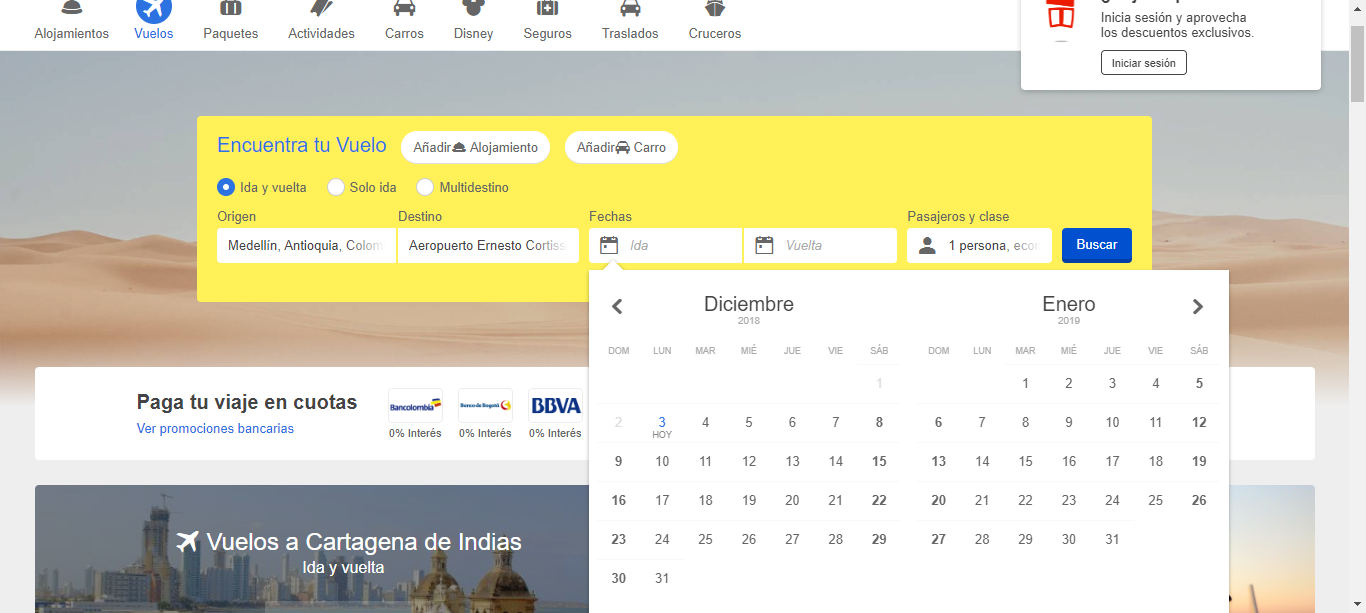 Alojamientos Vuelos Paquetes Actividades Carros Disney Seguros Traslados Cruceros
Inicia sesión y aprovecha
los descuentos exclusivos.
Iniciar sesión
Encuentra tu Vuelo Añadir Alojamiento Añadir Carro
Ida y vuelta Solo ida Multidestino
Origen Destino Fechas Pasajeros y clase
Medellín, Antioquia, Colom Aeropuerto Ernesto Cortiss Ida Vuelta 1 persona, econ Buscar
Diciembre Enero
2018 2019
DOM LUN MAR MIÉ JUE VIE SÁB DOM LUN MAR MIÉ JUE VIE SÁB
1 1 2 3 4 5
2 3 4 5 6 7 8 6 7 8 9 10 11 12
HOY
9 10 11 12 13 14 15 13 14 15 16 17 18 19
16 17 18 19 20 21 22 20 21 22 23 24 25 26
23 24 25 26 27 28 29 27 28 29 30 31
30 31
Paga tu viaje en cuotas
Ver promociones bancarias
Bancolombia Banco de Bogotá BBVA
0% Interés 0% Interés 0% Interés
Vuelos a Cartagena de Indias
Ida y vuelta